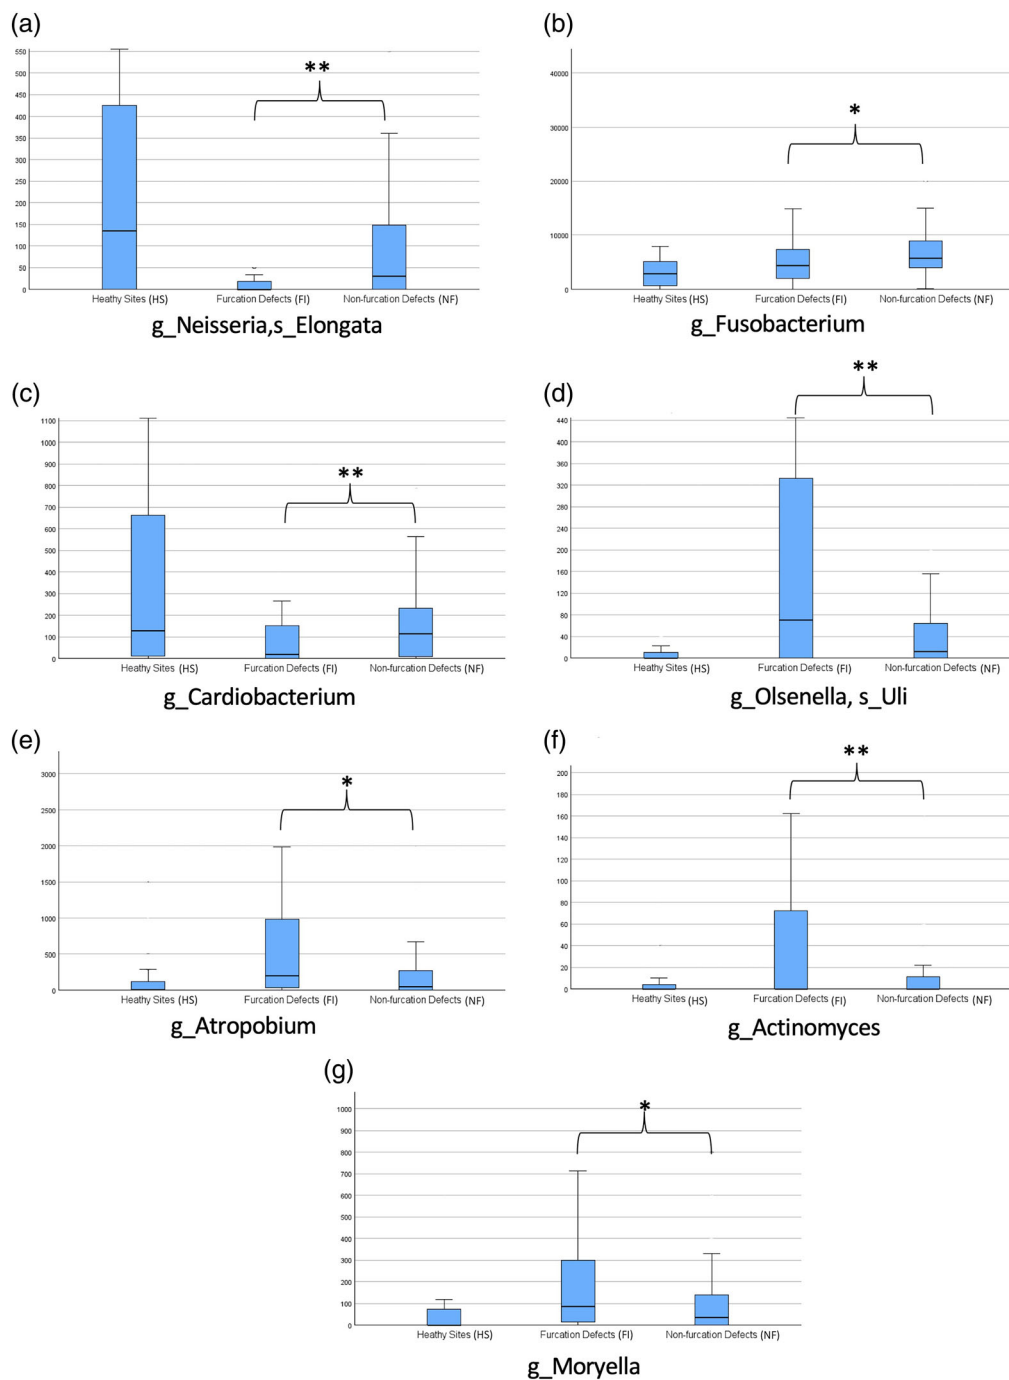 (a)
550
500
450
400
350
300
250
200
150
100
50
0
**
Heathy Sites (HS)
Furcation Defects (FI)
Non-furcation Defects (NF)
g_Neisseria,s_Elongata
(b)
40000
30000
20000
10000
0
*
Heathy Sites (HS)
Furcation Defects (FI)
Non-furcation Defects (NF)
g_Fusobacterium
(c)
1100
1000
900
800
700
600
500
400
300
200
100
0
**
Heathy Sites (HS)
Furcation Defects (FI)
Non-furcation Defects (NF)
g_Cardiobacterium
(d)
440
400
360
320
280
240
200
160
120
80
40
0
**
Heathy Sites (HS)
Furcation Defects (FI)
Non-furcation Defects (NF)
g_Olsenella, s_Uli
(e)
3000
2500
2000
1500
1000
500
0
*
Heathy Sites (HS)
Furcation Defects (FI)
Non-furcation Defects (NF)
g_Atropobium
(f)
200
180
160
140
120
100
80
60
40
20
0
**
Heathy Sites (HS)
Furcation Defects (FI)
Non-furcation Defects (NF)
g_Actinomyces
(g)
1000
900
800
700
600
500
400
300
200
100
0
*
Heathy Sites (HS)
Furcation Defects (FI)
Non-furcation Defects (NF)
g_Moryella